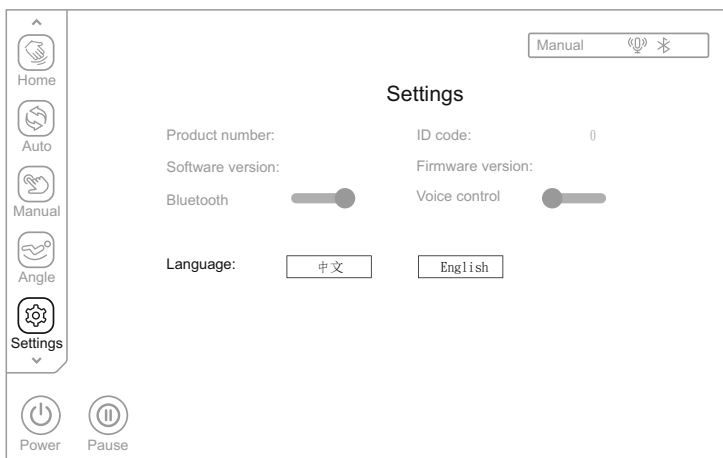 Manual
Home
Settings
Auto
Product number:
ID code: 0
Software version:
Firmware version:
Manual
Bluetooth
Voice control
Angle
Language: 中文 English
Settings
Power
Pause